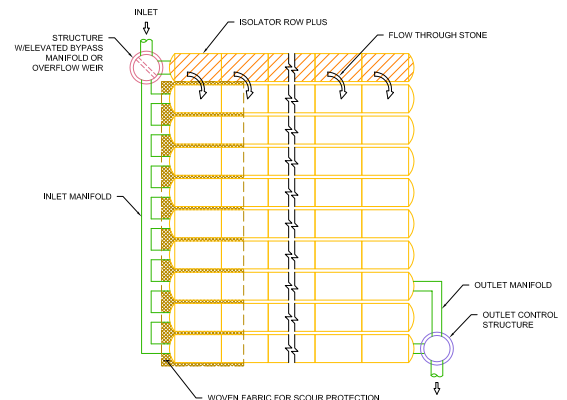 INLET
STRUCTURE
W/ELEVATED BYPASS
MANIFOLD OR
OVERFLOW WEIR
ISOLATOR ROW PLUS
FLOW THROUGH STONE
INLET MANIFOLD
OUTLET MANIFOLD
OUTLET CONTROL
STRUCTURE
WOVEN FABRIC FOR SCOUR PROTECTION